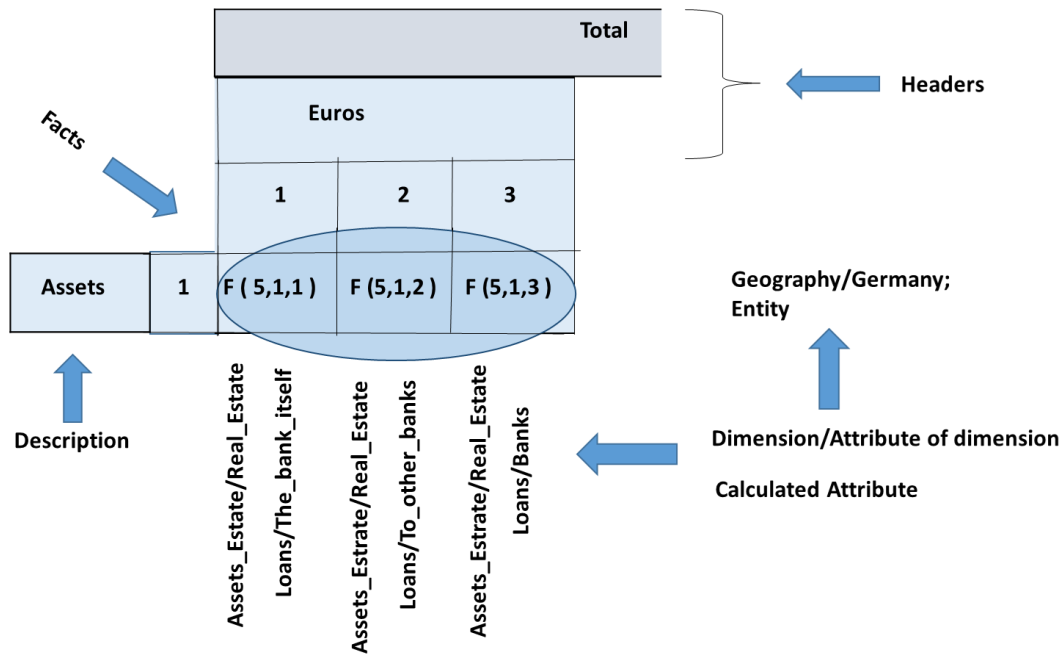 Total
Headers
Euros
Facts
1 2 3
Assets 1 F ( 5,1,1 ) F (5,1,2 ) F (5,1,3 )
Geography/Germany;
Entity
Description
Assets_Estate/Real_Estate
Loans/The_bank_itself
Assets_Estrate/Real_Estate
Loans/To_other_banks
Assets_Estrate/Real_Estate
Loans/Banks
Dimension/Attribute of dimension
Calculated Attribute